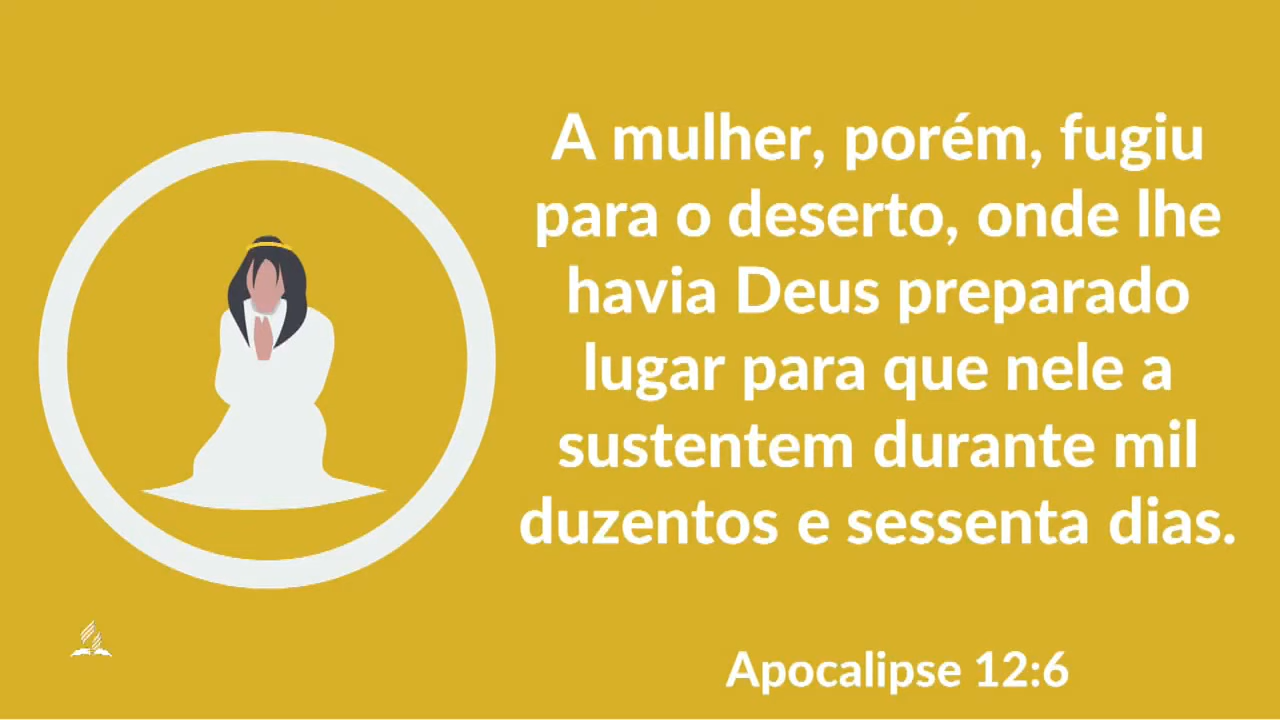 A mulher, porém, fugiu
para o deserto, onde lhe
havia Deus preparado
lugar para que nele a
sustentem durante mil
duzentos e sessenta dias.
Apocalipse 12:6